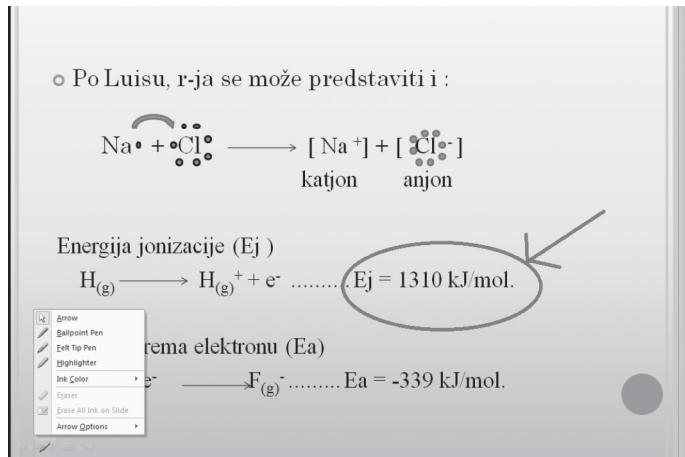 Po Luisu, r-ja se može predstaviti i :
Na + Cl → [ Na ⁺] + [ Cl ⁻ ]
katjon anjon
Energija jonizacije (Ej )
H(g) → H(g)⁺ + e⁻ ......... Ej = 1310 kJ/mol.
rema elektronu (Ea)
e⁻ → F(g)⁻ ......... Ea = -339 kJ/mol.
Arrow
Ballpoint Pen
Felt Tip Pen
Highlighter
Ink Color
Eraser
Erase All Ink on Slide
Arrow Options